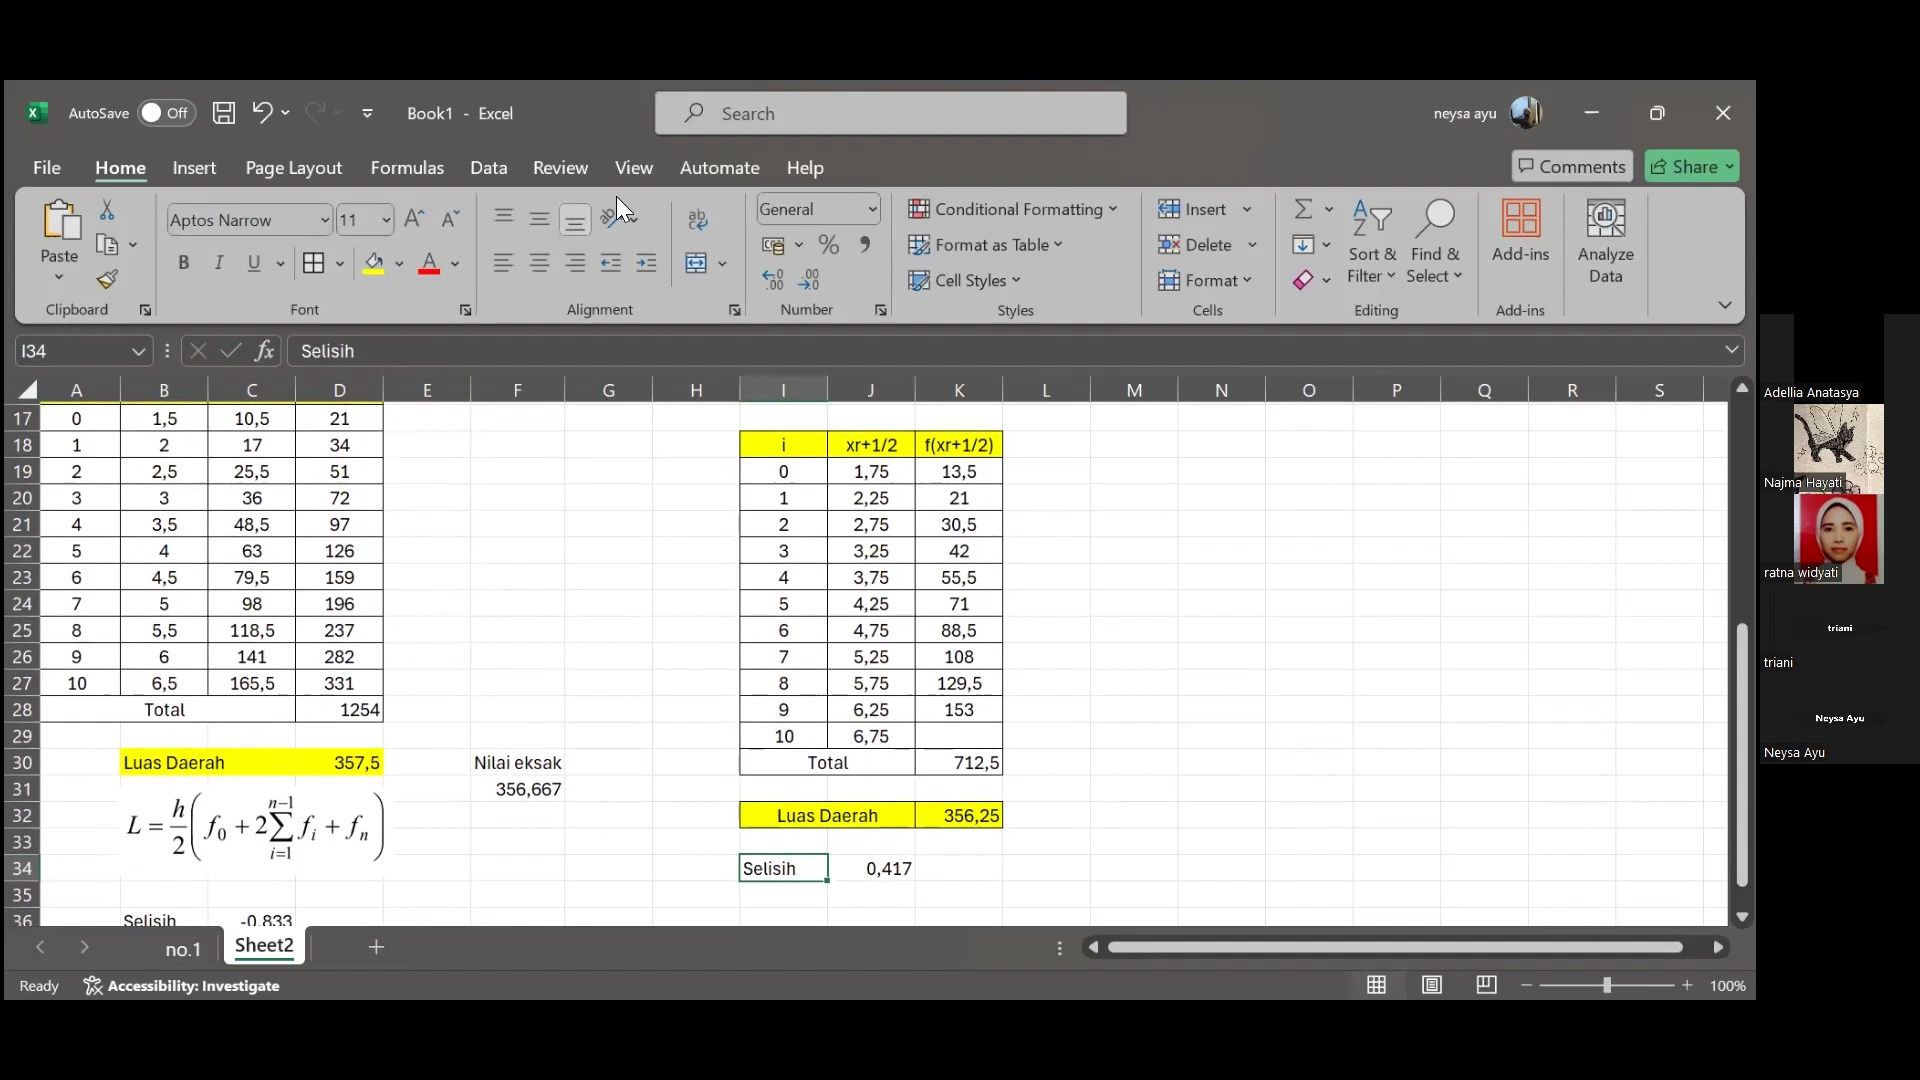 AutoSave Off Book1 - Excel Search neysa ayu
File Home Insert Page Layout Formulas Data Review View Automate Help Comments Share
Paste Aptos Narrow 11 General Conditional Formatting Insert Sort & Filter Find & Select Add-ins Analyze Data
B I U % Format as Table Delete
Cell Styles Format
Clipboard Font Alignment Number Styles Cells Editing Add-ins
I34 fx Selisih
A B C D E F G H I J K L M N O P Q R S
17 0 1,5 10,5 21
18 1 2 17 34 i xr+1/2 f(xr+1/2)
19 2 2,5 25,5 51 0 1,75 13,5
20 3 3 36 72 1 2,25 21
21 4 3,5 48,5 97 2 2,75 30,5
22 5 4 63 126 3 3,25 42
23 6 4,5 79,5 159 4 3,75 55,5
24 7 5 98 196 5 4,25 71
25 8 5,5 118,5 237 6 4,75 88,5
26 9 6 141 282 7 5,25 108
27 10 6,5 165,5 331 8 5,75 129,5
28 Total 1254 9 6,25 153
29 10 6,75
30 Luas Daerah 357,5 Nilai eksak Total 712,5
31 356,667
32 Luas Daerah 356,25
L = h/2 ( f0 + 2 ∑ i=1 n−1 fi + fn )
33
34 Selisih 0,417
35
36 Selisih -0,833
no.1 Sheet2
Ready Accessibility: Investigate 100%
Adellia Anatasya
Najma Hayati
ratna widyati
triani
triani
Neysa Ayu
Neysa Ayu